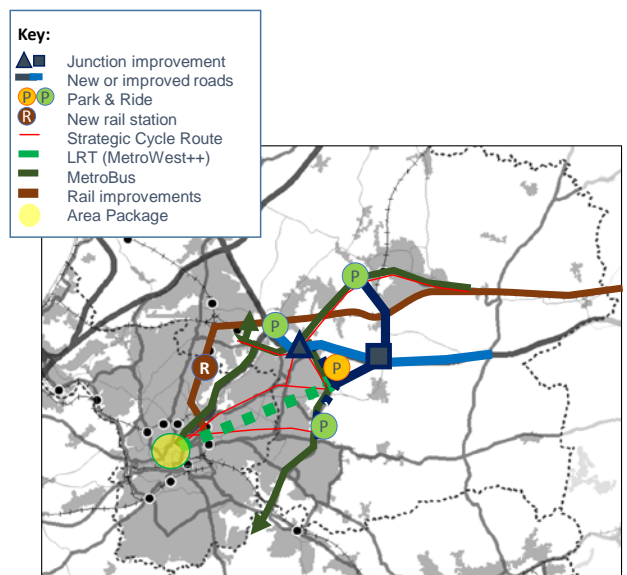 Key:
Junction improvement
New or improved roads
P P Park & Ride
R New rail station
Strategic Cycle Route
LRT (MetroWest++)
MetroBus
Rail improvements
Area Package
P
P
P
R
P